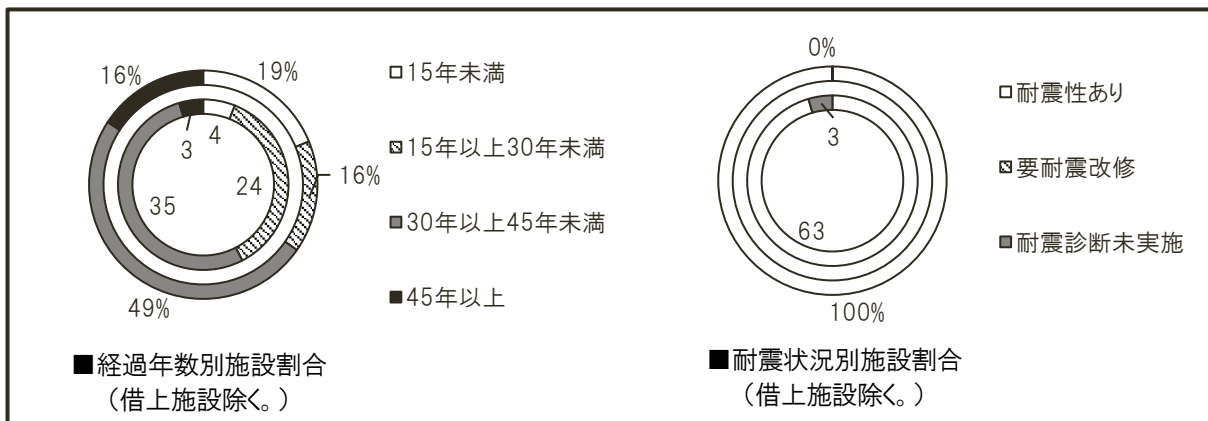 16%
19%
3
4
24
16%
35
49%
□15年未満
▧15年以上30年未満
■30年以上45年未満
■45年以上
■経過年数別施設割合
（借上施設除く。）
0%
3
63
100%
□耐震性あり
▧要耐震改修
■耐震診断未実施
■耐震状況別施設割合
（借上施設除く。）